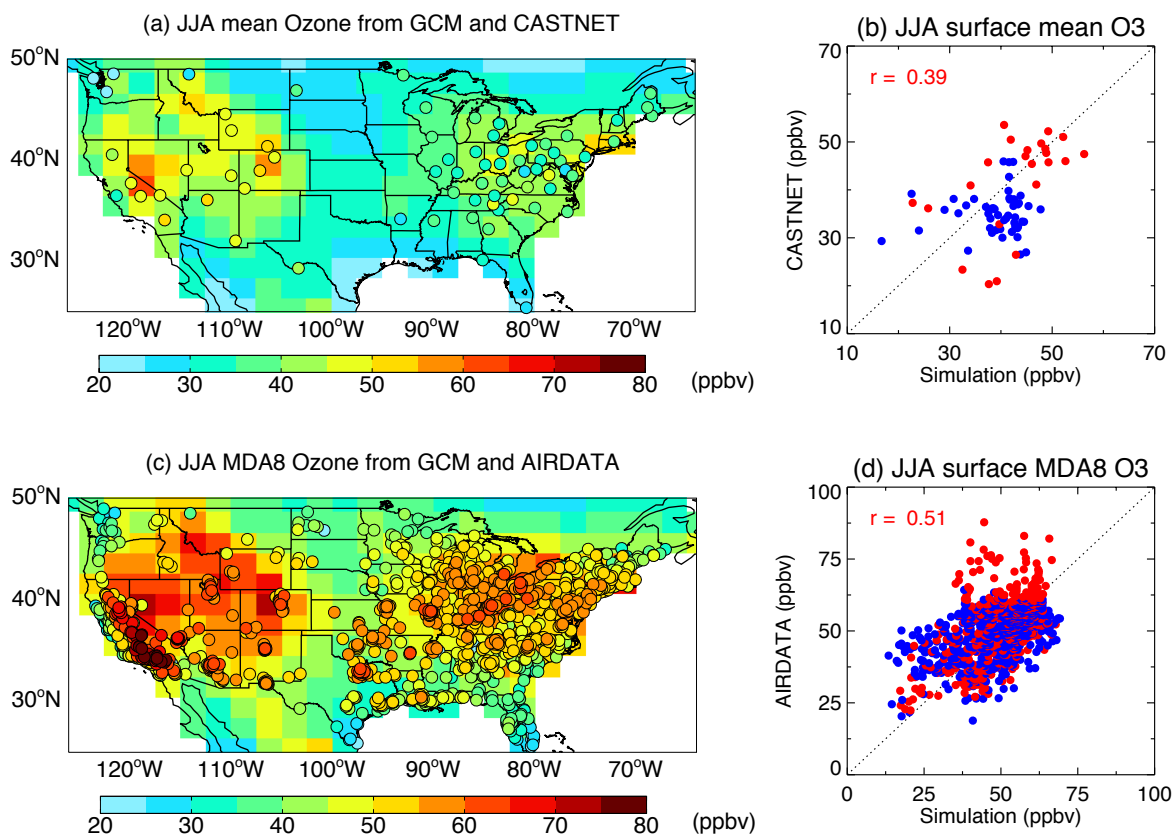 (a) JJA mean Ozone from GCM and CASTNET
50°N
40°N
30°N
120°W 110°W 100°W 90°W 80°W 70°W
20 30 40 50 60 70 80 (ppbv)
(b) JJA surface mean O3
r = 0.39
70
50
30
10
CASTNET (ppbv)
10 30 50 70
Simulation (ppbv)
(c) JJA MDA8 Ozone from GCM and AIRDATA
50°N
40°N
30°N
120°W 110°W 100°W 90°W 80°W 70°W
20 30 40 50 60 70 80 (ppbv)
(d) JJA surface MDA8 O3
r = 0.51
100
75
50
25
0
AIRDATA (ppbv)
0 25 50 75 100
Simulation (ppbv)